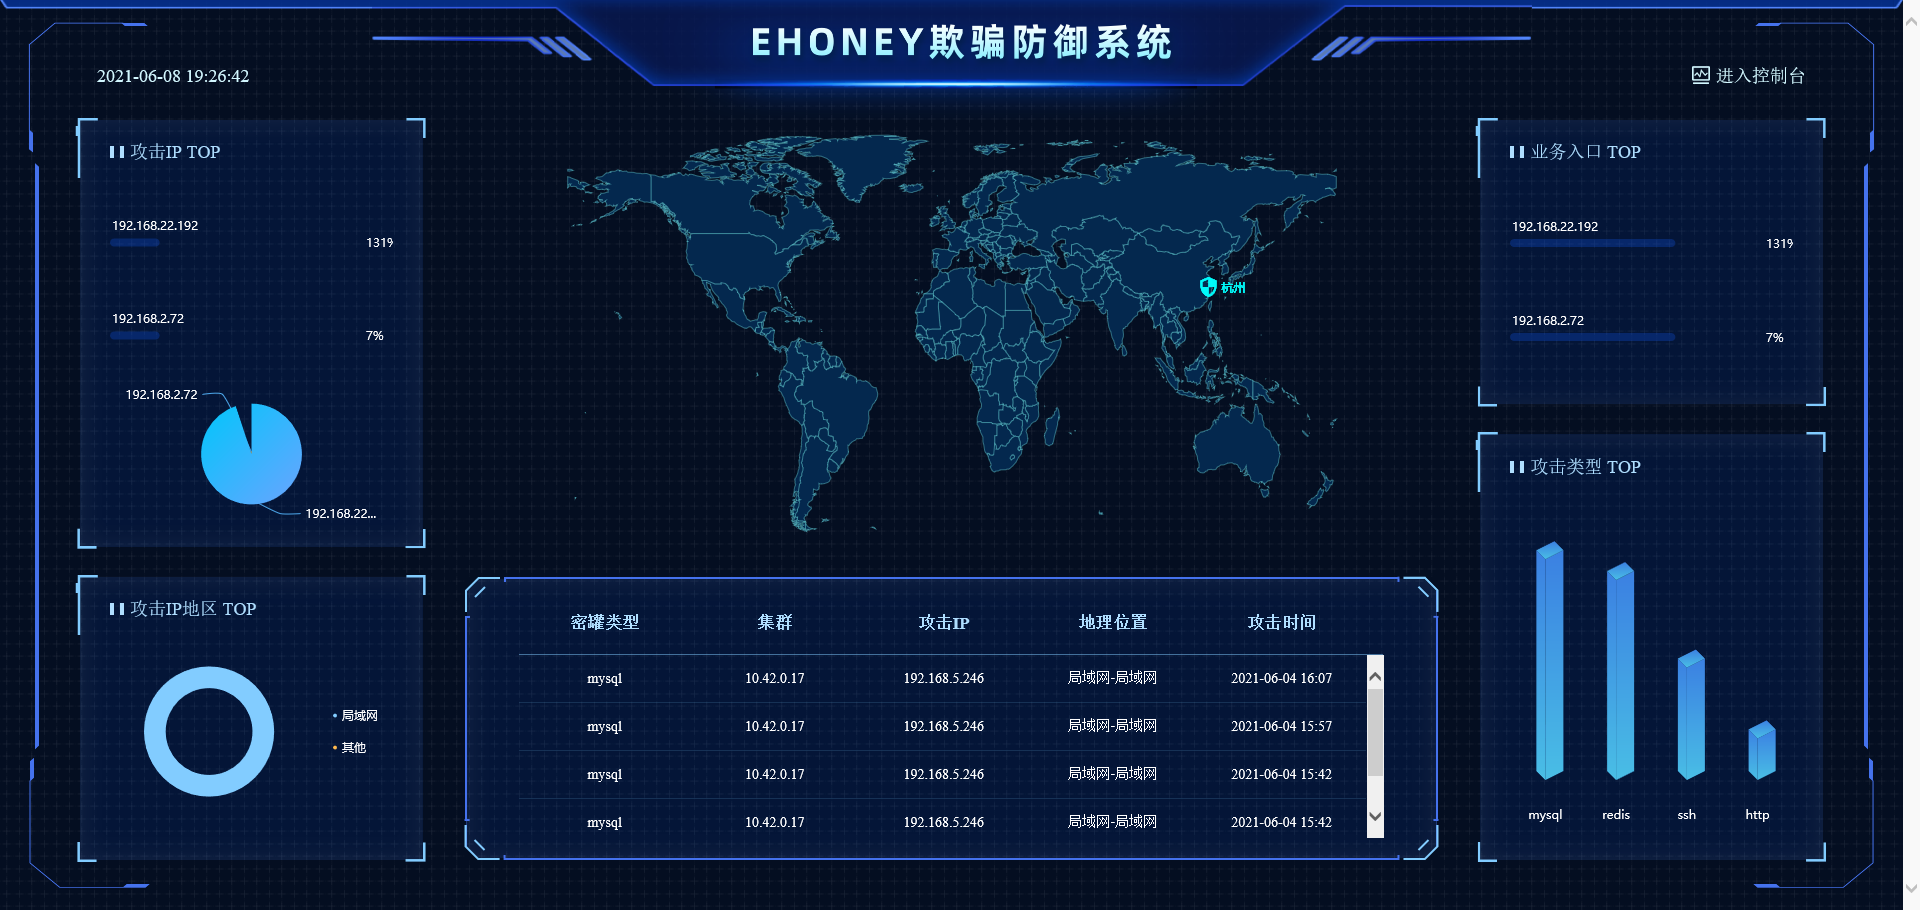 EHONEY欺骗防御系统
2021-06-08 19:26:42
进入控制台
攻击IP TOP
192.168.22.192
1319
192.168.2.72
7%
192.168.2.72
192.168.22...
攻击IP地区 TOP
局域网
其他
杭州
密罐类型 集群 攻击IP 地理位置 攻击时间
mysql 10.42.0.17 192.168.5.246 局域网-局域网 2021-06-04 16:07
mysql 10.42.0.17 192.168.5.246 局域网-局域网 2021-06-04 15:57
mysql 10.42.0.17 192.168.5.246 局域网-局域网 2021-06-04 15:42
mysql 10.42.0.17 192.168.5.246 局域网-局域网 2021-06-04 15:42
业务入口 TOP
192.168.22.192
1319
192.168.2.72
7%
攻击类型 TOP
mysql redis ssh http